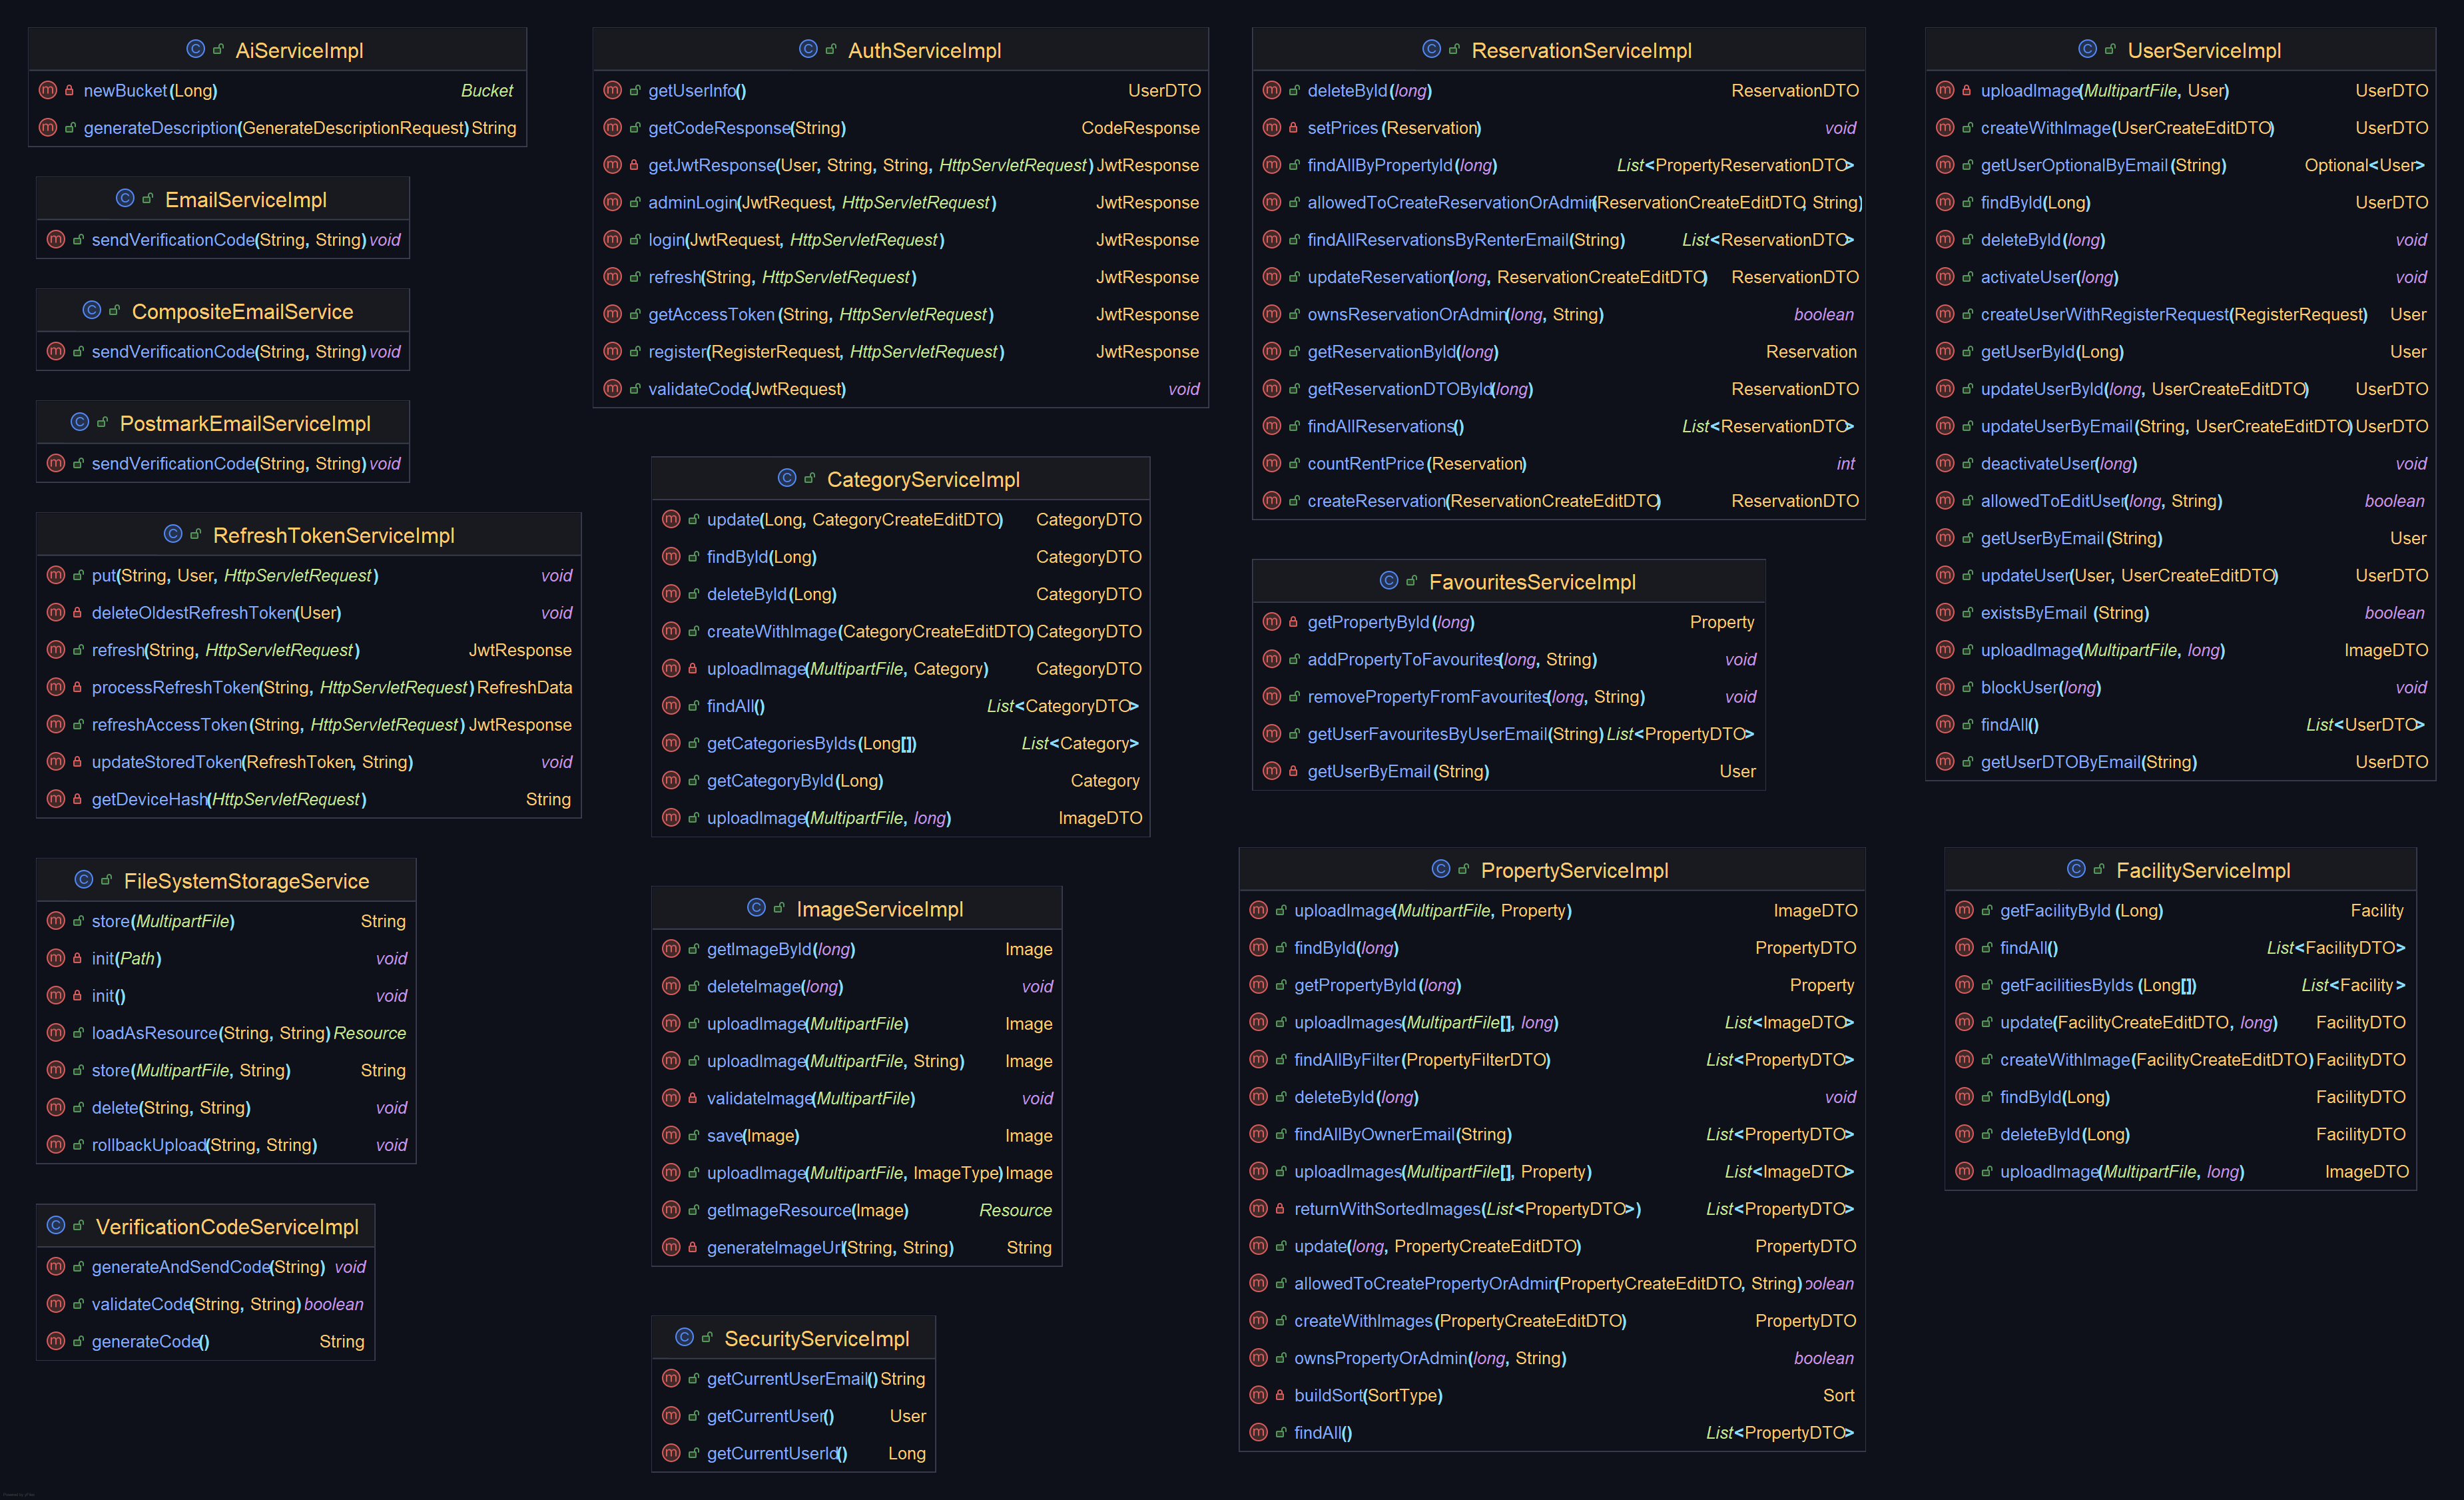 AiServiceImpl
newBucket(Long) Bucket
generateDescription(GenerateDescriptionRequest) String
EmailServiceImpl
sendVerificationCode(String, String) void
CompositeEmailService
sendVerificationCode(String, String) void
PostmarkEmailServiceImpl
sendVerificationCode(String, String) void
RefreshTokenServiceImpl
put(String, User, HttpServletRequest) void
deleteOldestRefreshToken(User) void
refresh(String, HttpServletRequest) JwtResponse
processRefreshToken(String, HttpServletRequest) RefreshData
refreshAccessToken(String, HttpServletRequest) JwtResponse
updateStoredToken(RefreshToken, String) void
getDeviceHash(HttpServletRequest) String
FileSystemStorageService
store(MultipartFile) String
init(Path) void
init() void
loadAsResource(String, String) Resource
store(MultipartFile, String) String
delete(String, String) void
rollbackUpload(String, String) void
VerificationCodeServiceImpl
generateAndSendCode(String) void
validateCode(String, String) boolean
generateCode() String
AuthServiceImpl
getUserInfo() UserDTO
getCodeResponse(String) CodeResponse
getJwtResponse(User, String, String, HttpServletRequest) JwtResponse
adminLogin(JwtRequest, HttpServletRequest) JwtResponse
login(JwtRequest, HttpServletRequest) JwtResponse
refresh(String, HttpServletRequest) JwtResponse
getAccessToken(String, HttpServletRequest) JwtResponse
register(RegisterRequest, HttpServletRequest) JwtResponse
validateCode(JwtRequest) void
CategoryServiceImpl
update(Long, CategoryCreateEditDTO) CategoryDTO
findById(Long) CategoryDTO
deleteById(Long) CategoryDTO
createWithImage(CategoryCreateEditDTO) CategoryDTO
uploadImage(MultipartFile, Category) CategoryDTO
findAll() List<CategoryDTO>
getCategoriesByIds(Long[]) List<Category>
getCategoryById(Long) Category
uploadImage(MultipartFile, long) ImageDTO
ImageServiceImpl
getImageById(long) Image
deleteImage(long) void
uploadImage(MultipartFile) Image
uploadImage(MultipartFile, String) Image
validateImage(MultipartFile) void
save(Image) Image
uploadImage(MultipartFile, ImageType) Image
getImageResource(Image) Resource
generateImageUrl(String, String) String
SecurityServiceImpl
getCurrentUserEmail() String
getCurrentUser() User
getCurrentUserId() Long
ReservationServiceImpl
deleteById(long) ReservationDTO
setPrices(Reservation) void
findAllByPropertyId(long) List<PropertyReservationDTO>
allowedToCreateReservationOrAdmin(ReservationCreateEditDTO, String)
findAllReservationsByRenterEmail(String) List<ReservationDTO>
updateReservation(long, ReservationCreateEditDTO) ReservationDTO
ownsReservationOrAdmin(long, String) boolean
getReservationById(long) Reservation
getReservationDTOById(long) ReservationDTO
findAllReservations() List<ReservationDTO>
countRentPrice(Reservation) int
createReservation(ReservationCreateEditDTO) ReservationDTO
FavouritesServiceImpl
getPropertyById(long) Property
addPropertyToFavourites(long, String) void
removePropertyFromFavourites(long, String) void
getUserFavouritesByUserEmail(String) List<PropertyDTO>
getUserByEmail(String) User
PropertyServiceImpl
uploadImage(MultipartFile, Property) ImageDTO
findById(long) PropertyDTO
getPropertyById(long) Property
uploadImages(MultipartFile[], long) List<ImageDTO>
findAllByFilter(PropertyFilterDTO) List<PropertyDTO>
deleteById(long) void
findAllByOwnerEmail(String) List<PropertyDTO>
uploadImages(MultipartFile[], Property) List<ImageDTO>
returnWithSortedImages(List<PropertyDTO>) List<PropertyDTO>
update(long, PropertyCreateEditDTO) PropertyDTO
allowedToCreatePropertyOrAdmin(PropertyCreateEditDTO, String) oolean
createWithImages(PropertyCreateEditDTO) PropertyDTO
ownsPropertyOrAdmin(long, String) boolean
buildSort(SortType) Sort
findAll() List<PropertyDTO>
UserServiceImpl
uploadImage(MultipartFile, User) UserDTO
createWithImage(UserCreateEditDTO) UserDTO
getUserOptionalByEmail(String) Optional<User>
findById(Long) UserDTO
deleteById(long) void
activateUser(long) void
createUserWithRegisterRequest(RegisterRequest) User
getUserById(Long) User
updateUserById(long, UserCreateEditDTO) UserDTO
updateUserByEmail(String, UserCreateEditDTO) UserDTO
deactivateUser(long) void
allowedToEditUser(long, String) boolean
getUserByEmail(String) User
updateUser(User, UserCreateEditDTO) UserDTO
existsByEmail(String) boolean
uploadImage(MultipartFile, long) ImageDTO
blockUser(long) void
findAll() List<UserDTO>
getUserDTOByEmail(String) UserDTO
FacilityServiceImpl
getFacilityById(Long) Facility
findAll() List<FacilityDTO>
getFacilitiesByIds(Long[]) List<Facility>
update(FacilityCreateEditDTO, long) FacilityDTO
createWithImage(FacilityCreateEditDTO) FacilityDTO
findById(Long) FacilityDTO
deleteById(Long) FacilityDTO
uploadImage(MultipartFile, long) ImageDTO